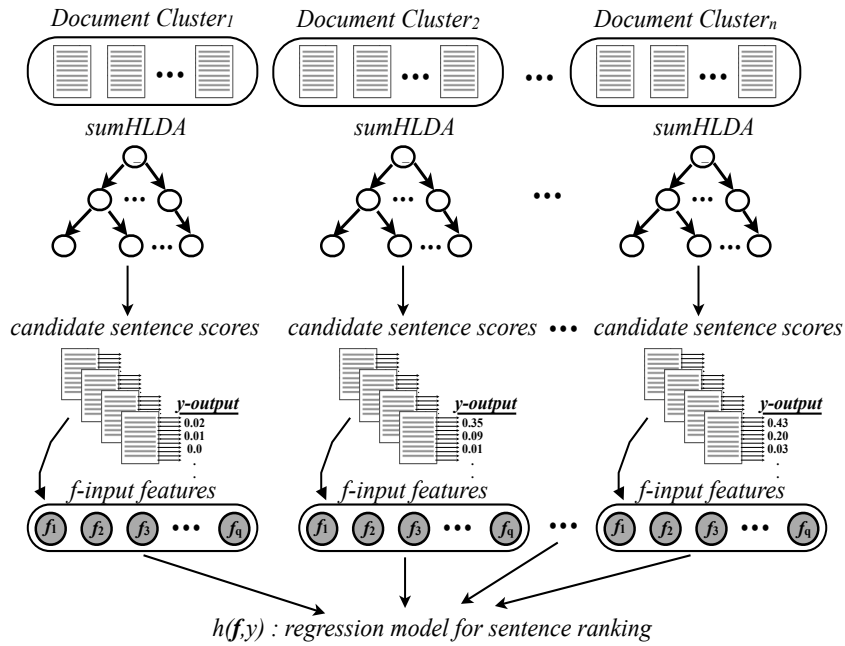 Document Cluster1 Document Cluster2 Document Clustern
... ... ... ...
sumHLDA sumHLDA sumHLDA
... ... ... ...
... ... ...
candidate sentence scores candidate sentence scores ... candidate sentence scores
y-output y-output y-output
0.02 0.35 0.43
0.01 0.09 0.20
0.0 0.01 0.03
. . .
. . .
f-input features f-input features f-input features
f1 f2 f3 ... fq f1 f2 f3 ... fq ... f1 f2 f3 ... fq
h(f,y) : regression model for sentence ranking